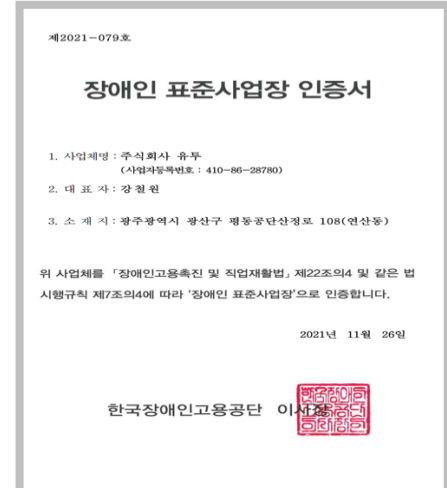 제2021-079호
장애인 표준사업장 인증서
1. 사업체명 : 주식회사 유투
(사업자등록번호 : 410-86-28780)
2. 대 표 자 : 강철원
3. 소 재 지 : 광주광역시 광산구 평동공단산정로 108(연산동)
위 사업체를 「장애인고용촉진 및 직업재활법」 제22조의4 및 같은 법
시행규칙 제7조의4에 따라 '장애인 표준사업장'으로 인증합니다.
2021년 11월 26일
한국장애인고용공단 이사장